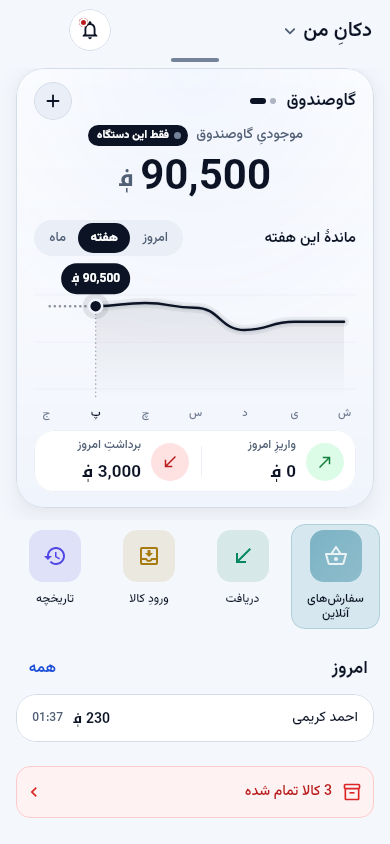 دکانِ من
گاوصندوق
موجودیِ گاوصندوق
فقط این دستگاه
90,500 ؋
ماندهٔ این هفته
امروز
هفته
ماه
90,500 ؋
ش
ی
د
س
چ
پ
ج
واریزِ امروز
0 ؋
برداشتِ امروز
3,000 ؋
سفارش‌های
آنلاین
دریافت
ورودِ کالا
تاریخچه
امروز
همه
احمد کریمی
230 ؋
01:37
3 کالا تمام شده